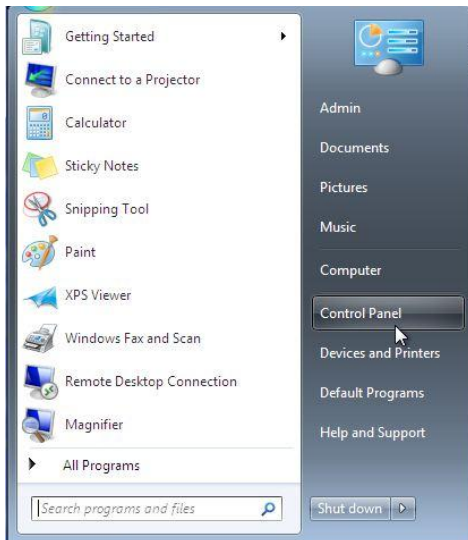 Getting Started
Connect to a Projector
Calculator
Sticky Notes
Snipping Tool
Paint
XPS Viewer
Windows Fax and Scan
Remote Desktop Connection
Magnifier
All Programs
Search programs and files
Admin
Documents
Pictures
Music
Computer
Control Panel
Devices and Printers
Default Programs
Help and Support
Shut down